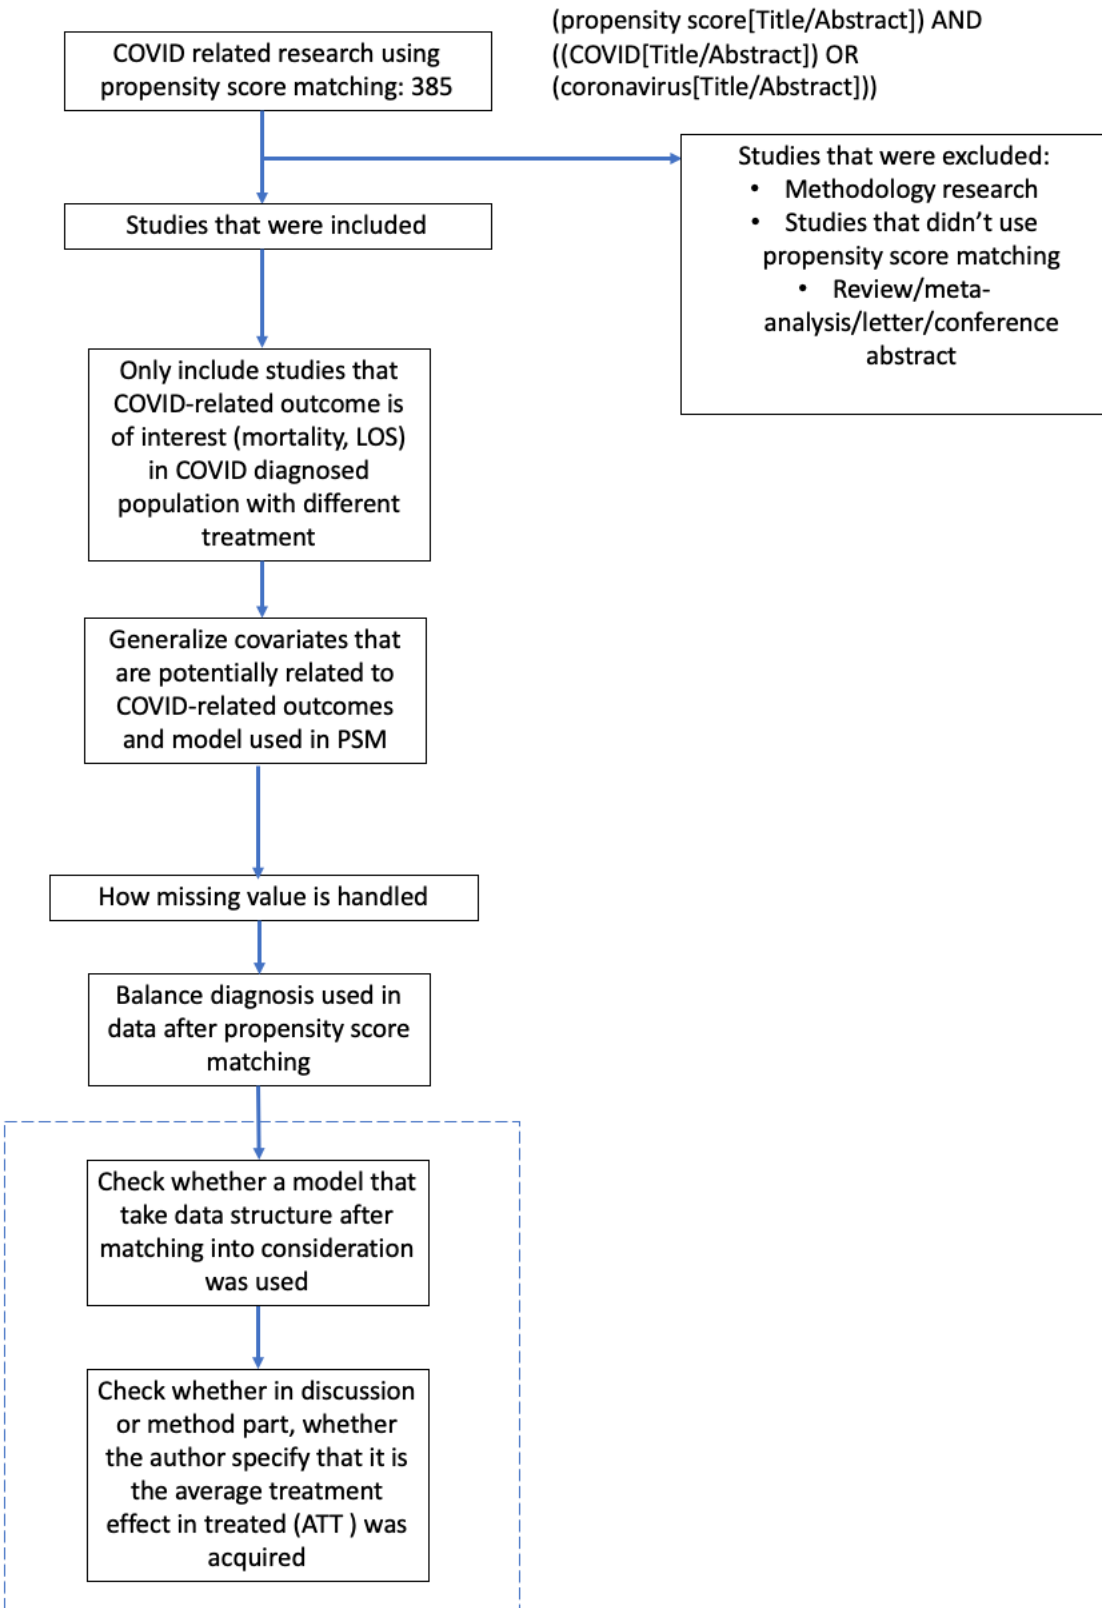 (propensity score[Title/Abstract]) AND
((COVID[Title/Abstract]) OR
(coronavirus[Title/Abstract]))
COVID related research using
propensity score matching: 385
Studies that were excluded:
• Methodology research
• Studies that didn’t use
propensity score matching
• Review/meta-
analysis/letter/conference
abstract
Studies that were included
Only include studies that
COVID-related outcome is
of interest (mortality, LOS)
in COVID diagnosed
population with different
treatment
Generalize covariates that
are potentially related to
COVID-related outcomes
and model used in PSM
How missing value is handled
Balance diagnosis used in
data after propensity score
matching
Check whether a model that
take data structure after
matching into consideration
was used
Check whether in discussion
or method part, whether
the author specify that it is
the average treatment
effect in treated (ATT ) was
acquired